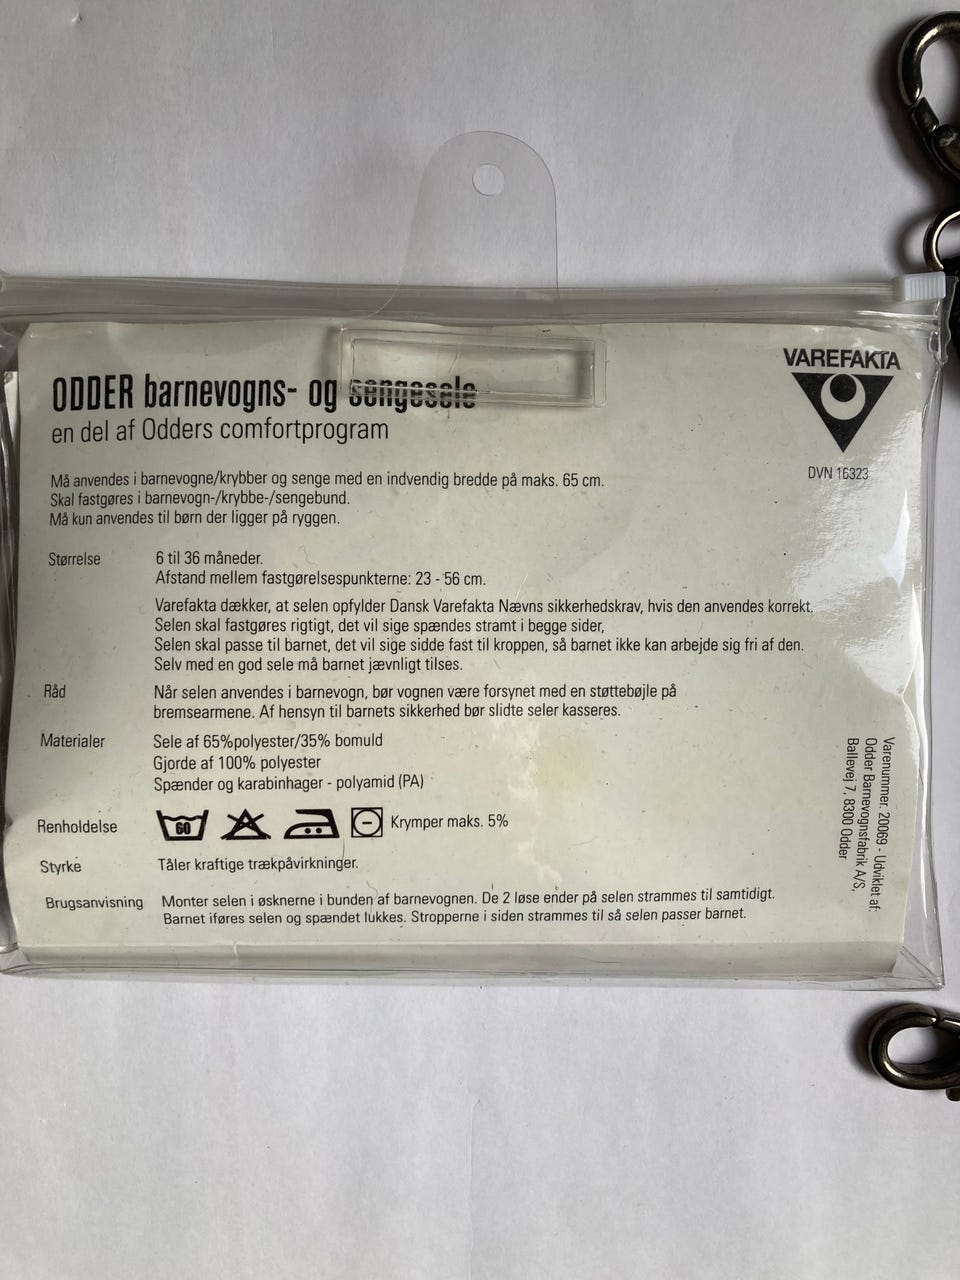 ODDER barnevogns- og sengesele
en del af Odders comfortprogram
VAREFAKTA
DVN 16323
Må anvendes i barnevogne/krybber og senge med en indvendig bredde på maks. 65 cm.
Skal fastgøres i barnevogn-/krybbe-/sengebund.
Må kun anvendes til børn der ligger på ryggen.
Størrelse 6 til 36 måneder.
Afstand mellem fastgørelsespunkterne: 23 - 56 cm.
Varefakta dækker, at selen opfylder Dansk Varefakta Nævns sikkerhedskrav, hvis den anvendes korrekt.
Selen skal fastgøres rigtigt, det vil sige spændes stramt i begge sider,
Selen skal passe til barnet, det vil sige sidde fast til kroppen, så barnet ikke kan arbejde sig fri af den.
Selv med en god sele må barnet jævnligt tilses.
Råd Når selen anvendes i barnevogn, bør vognen være forsynet med en støttebøjle på
bremsearmene. Af hensyn til barnets sikkerhed bør slidte seler kasseres.
Materialer Sele af 65%polyester/35% bomuld
Gjorde af 100% polyester
Spænder og karabinhager - polyamid (PA)
Renholdelse 60 Krymper maks. 5%
Styrke Tåler kraftige trækpåvirkninger.
Brugsanvisning Monter selen i øsknerne i bunden af barnevognen. De 2 løse ender på selen strammes til samtidigt.
Barnet iføres selen og spændet lukkes. Stropperne i siden strammes til så selen passer barnet.
Varenummer. 20069 - Udviklet af:
Odder Barnevognsfabrik A/S,
Ballevej 7, 8300 Odder